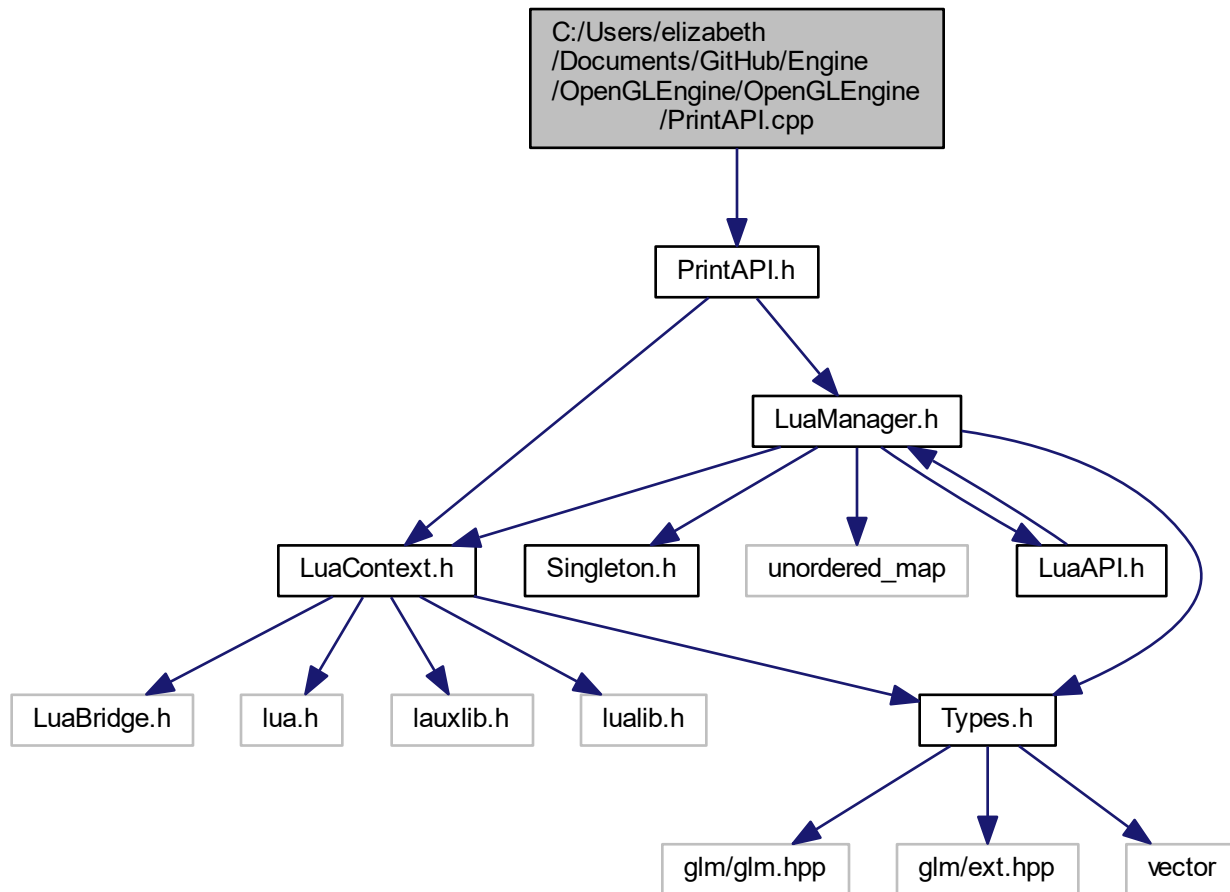 C:/Users/elizabeth
/Documents/GitHub/Engine
/OpenGLEngine/OpenGLEngine
/PrintAPI.cpp
PrintAPI.h
LuaManager.h
LuaContext.h
Singleton.h
unordered_map
LuaAPI.h
LuaBridge.h
lua.h
lauxlib.h
lualib.h
Types.h
glm/glm.hpp
glm/ext.hpp
vector